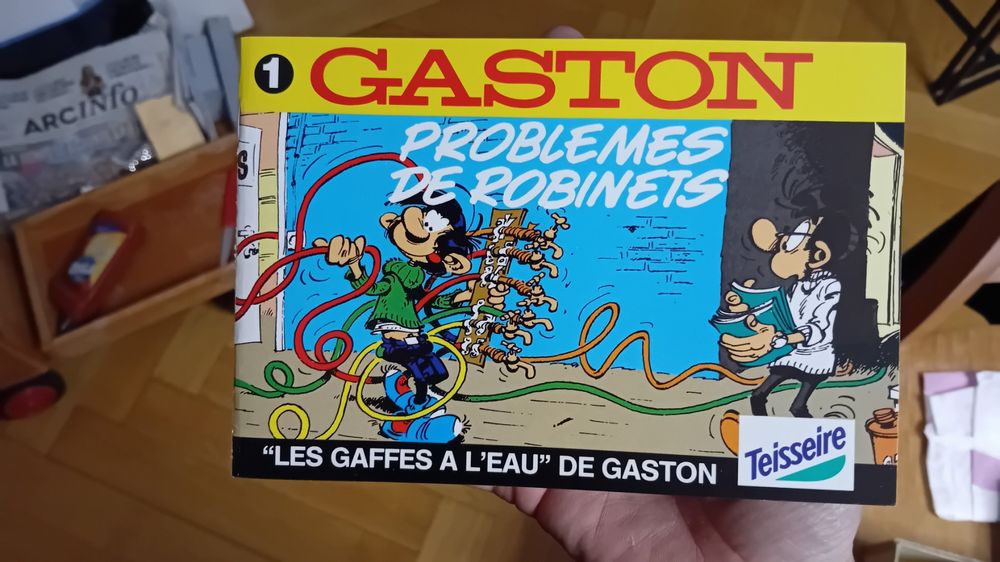 1
GASTON
PROBLEMES
DE ROBINETS
S
"LES GAFFES A L'EAU" DE GASTON
Teisseire
ARCINFO